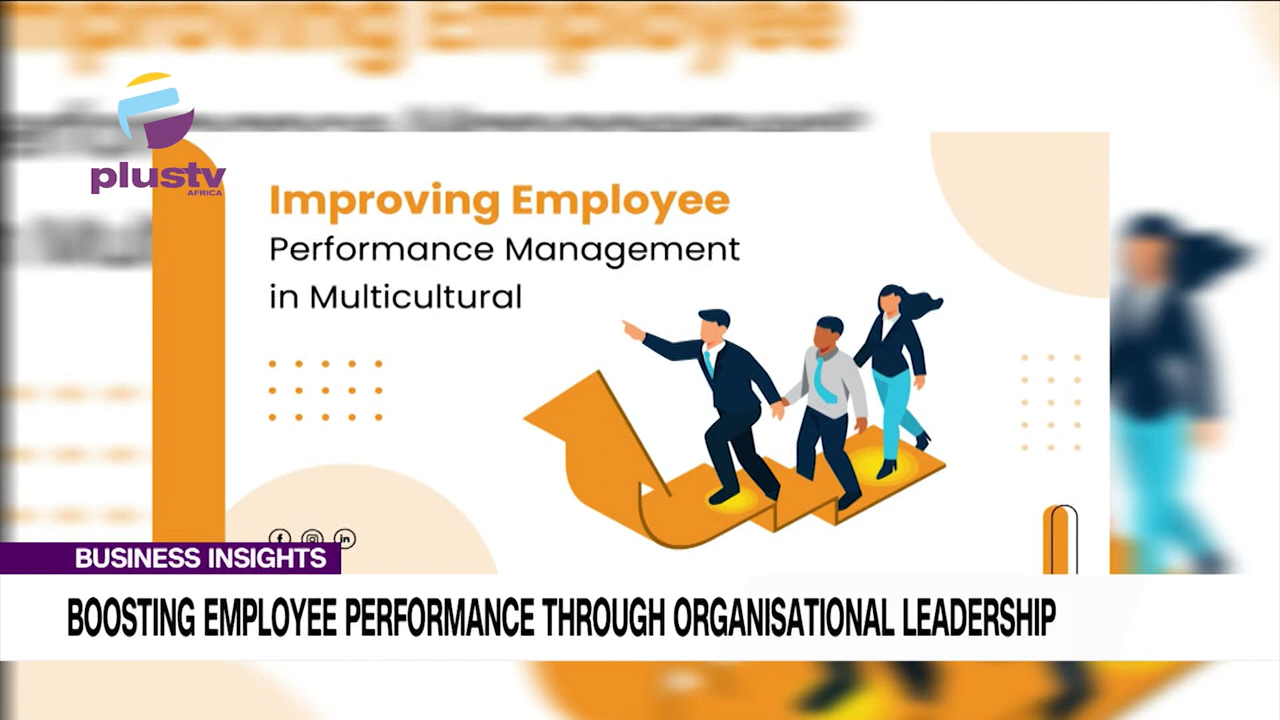 plustv
AFRICA
Improving Employee
Performance Management
in Multicultural
BUSINESS INSIGHTS
BOOSTING EMPLOYEE PERFORMANCE THROUGH ORGANISATIONAL LEADERSHIP